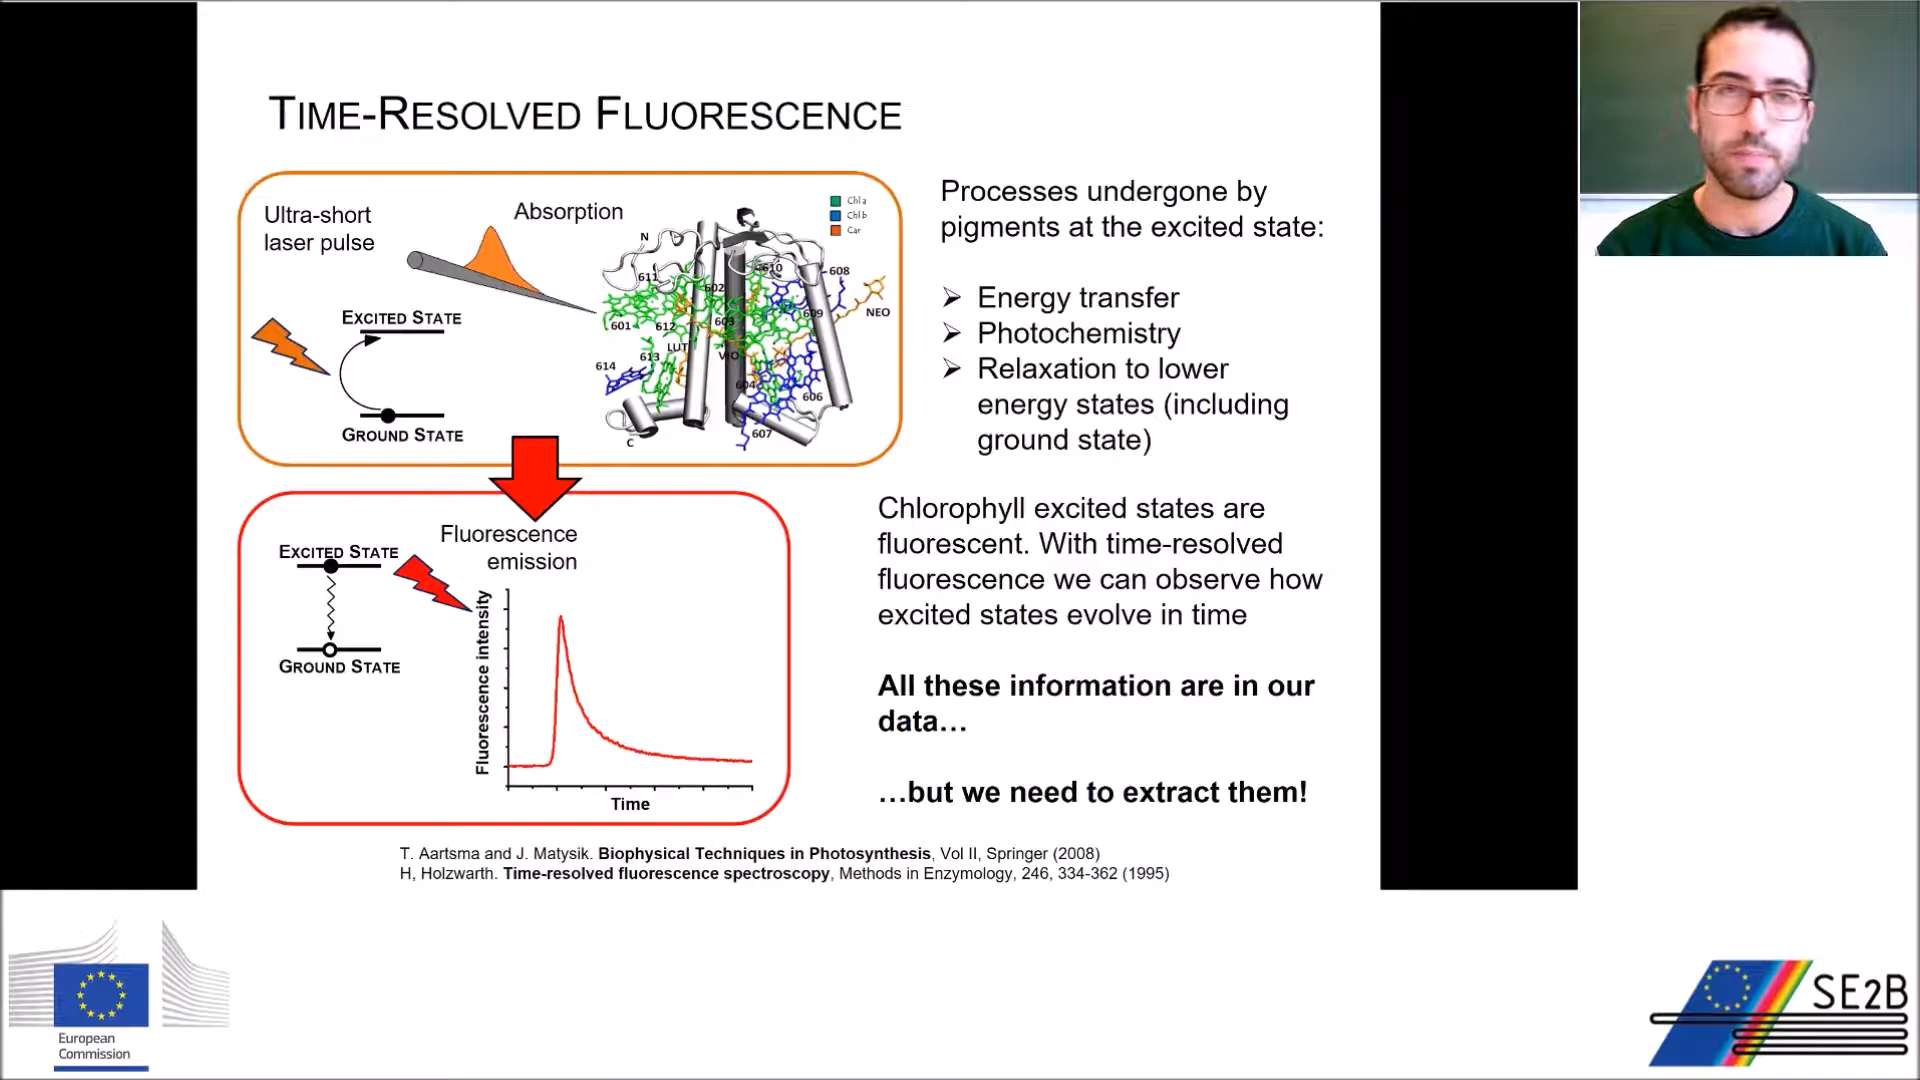 TIME-RESOLVED FLUORESCENCE
Ultra-short
laser pulse
Absorption
Chl a
Chl b
Car
N
611
602
610
608
601
612
603
609
NEO
LUT
613
VIO
614
604
606
607
C
EXCITED STATE
GROUND STATE
Processes undergone by
pigments at the excited state:
➢ Energy transfer
➢ Photochemistry
➢ Relaxation to lower
energy states (including
ground state)
Fluorescence
emission
EXCITED STATE
GROUND STATE
Fluorescence intensity
Time
Chlorophyll excited states are
fluorescent. With time-resolved
fluorescence we can observe how
excited states evolve in time
All these information are in our
data…
…but we need to extract them!
T. Aartsma and J. Matysik. Biophysical Techniques in Photosynthesis, Vol II, Springer (2008)
H, Holzwarth. Time-resolved fluorescence spectroscopy, Methods in Enzymology, 246, 334-362 (1995)
European
Commission
SE2B